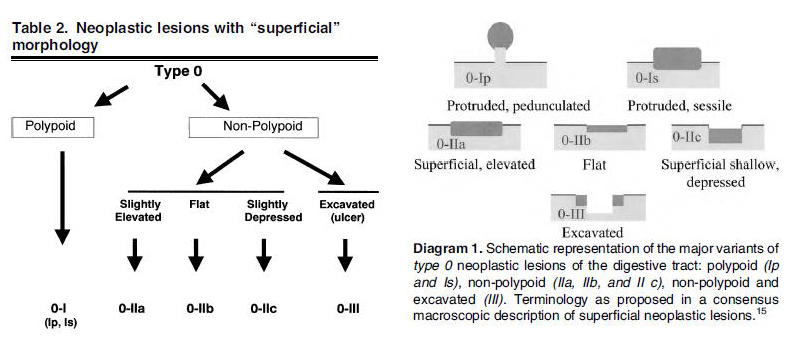 Table 2. Neoplastic lesions with “superficial”
morphology
Type 0
Polypoid
Non-Polypoid
Slightly
Elevated
Flat
Slightly
Depressed
Excavated
(ulcer)
0-I
(Ip, Is)
0-IIa
0-IIb
0-IIc
0-III
0-Ip
0-Is
Protruded, pedunculated
Protruded, sessile
0-IIa
0-IIb
0-IIc
Superficial, elevated
Flat
Superficial shallow,
depressed
0-III
Excavated
Diagram 1. Schematic representation of the major variants of
type 0 neoplastic lesions of the digestive tract: polypoid (Ip
and Is), non-polypoid (IIa, IIb, and II c), non-polypoid and
excavated (III). Terminology as proposed in a consensus
macroscopic description of superficial neoplastic lesions.15